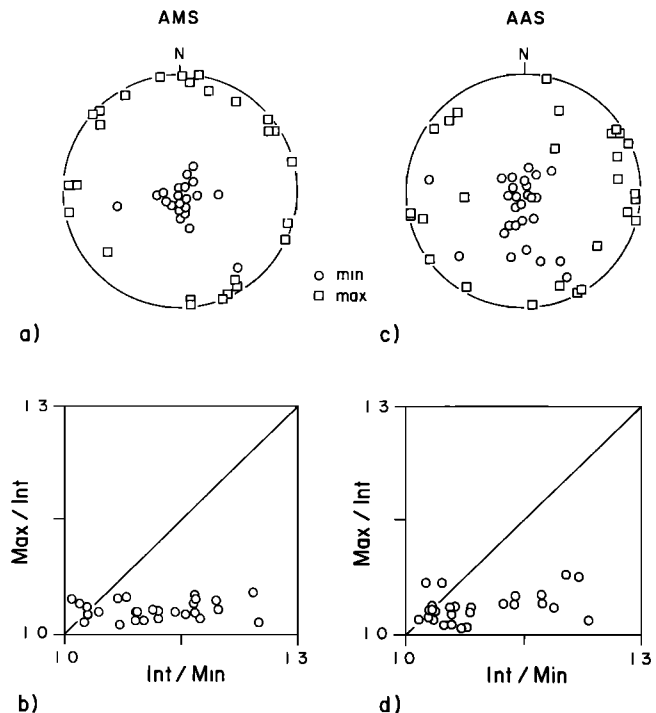 AMS
AAS
N
N
○ min
□ max
a)
c)
1 3
1 3
Max / Int
Max / Int
1 0
1 0
1 0
1 3
1 0
1 3
Int / Min
Int / Min
b)
d)